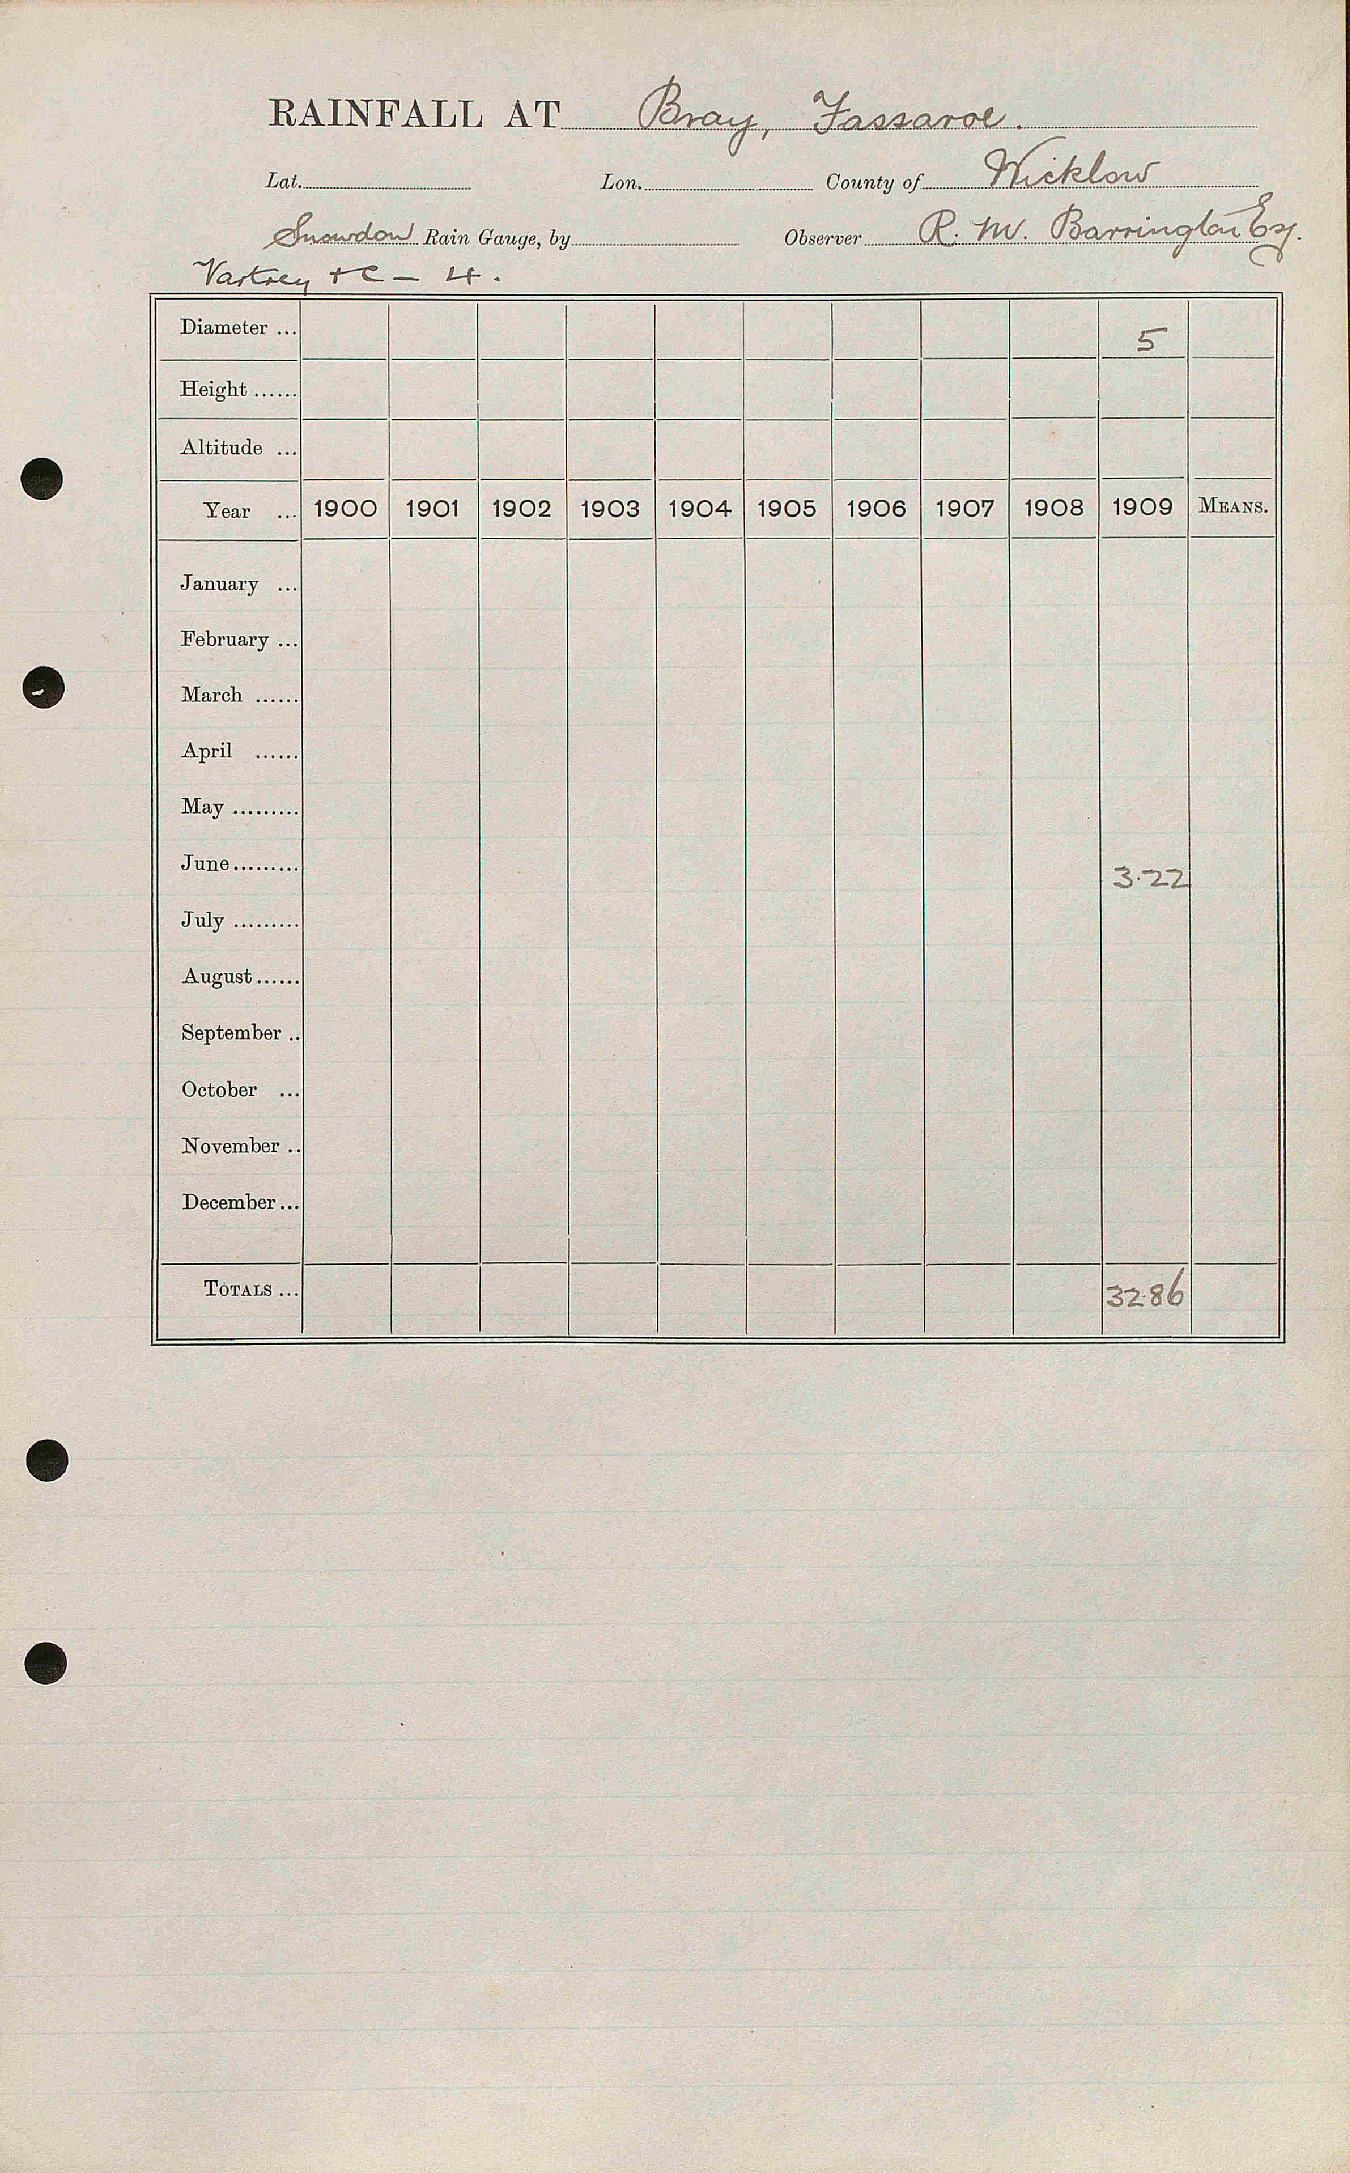 RAINFALL AT Bray, Fassaroe.
Lat. Lon. County of Wicklow
Snowdon Rain Gauge, by Observer R. M. Barrington Esq.
Vartrey &c – 4.
Diameter ... 5
Height ......
Altitude ...
Year ... 1900 1901 1902 1903 1904 1905 1906 1907 1908 1909 MEANS.
January ...
February ...
March ......
April ......
May .........
June......... 3.22
July .........
August......
September ..
October ...
November ..
December...
TOTALS ... 32.86